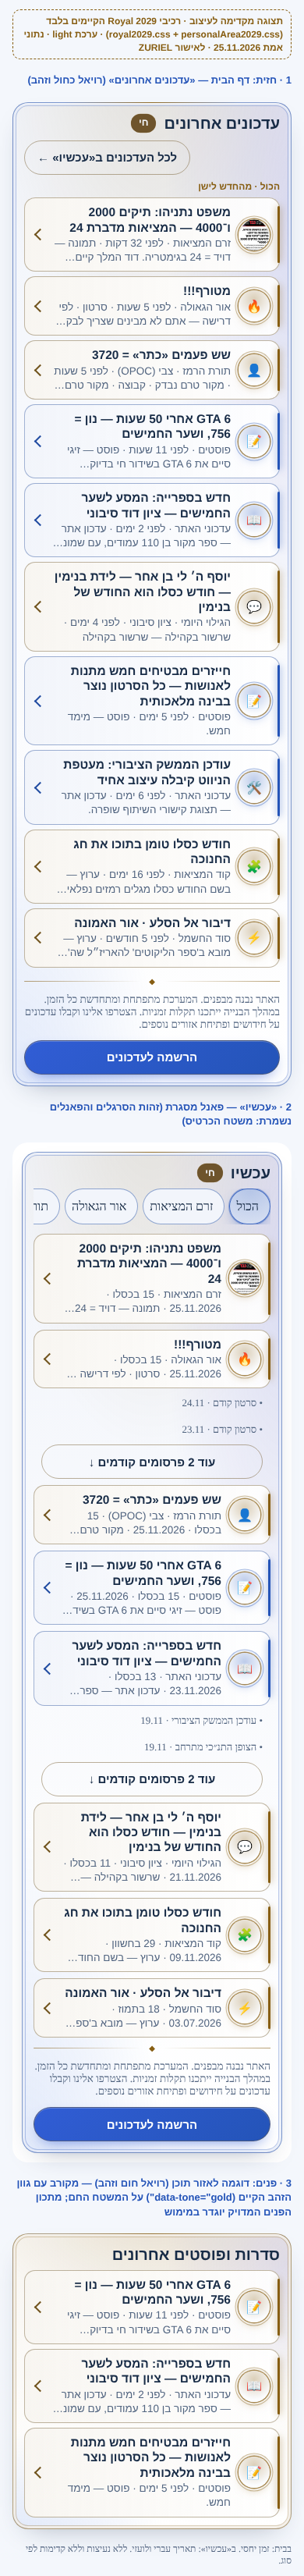 תצוגה מקדימה לעיצוב · רכיבי Royal 2029 הקיימים בלבד
(royal2029.css + personalArea2029.css) · ערכת light · נתוני
אמת 25.11.2026 · לאישור ZURIEL
1 · חזית: דף הבית — «עדכונים אחרונים» (רויאל כחול וזהב)
עדכונים אחרונים חי
לכל העדכונים ב«עכשיו» ←
הכול · מהחדש לישן
משפט נתניהו: תיקים 2000
ו־4000 — המציאות מדברת 24
זרם המציאות · לפני 32 דקות · תמונה —
דויד = 24 בגימטריה. דוד המלך קיים…
מטורף!!!
אור הגאולה · לפני 5 שעות · סרטון · לפי
דרישה — אתם לא מבינים שצריך לבק…
שש פעמים «כתר» = 3720
תורת הרמז · צבי (OPOC) · לפני 5 שעות
· מקור טרם נבדק · קבוצה · מקור טרם…
GTA 6 אחרי 50 שעות — נון =
756, ושער החמישים
פוסטים · לפני 11 שעות · פוסט — זיגי
סיים את GTA 6 בשידור חי בדיוק…
חדש בספרייה: המסע לשער
החמישים — ציון דוד סיבוני
עדכוני האתר · לפני 2 ימים · עדכון אתר
— ספר מקור בן 110 עמודים, עם שמונ…
יוסף ה׳ לי בן אחר — לידת בנימין
— חודש כסלו הוא החודש של
בנימין
הגילוי היומי · ציון סיבוני · לפני 4 ימים ·
שרשור בקהילה — שרשור בקהילה
חייזרים מבטיחים חמש מתנות
לאנושות — כל הסרטון נוצר
בבינה מלאכותית
פוסטים · לפני 5 ימים · פוסט — מימד
חמש.
עודכן הממשק הציבורי: מעטפת
הניווט קיבלה עיצוב אחיד
עדכוני האתר · לפני 6 ימים · עדכון אתר
— תצוגת קישורי השיתוף שופרה.
חודש כסלו טומן בתוכו את חג
החנוכה
קוד המציאות · לפני 16 ימים · ערוץ —
בשם החודש כסלו מגלים רמזים נפלאי…
דיבור אל הסלע · אור האמונה
סוד החשמל · לפני 5 חודשים · ערוץ —
מובא ב'ספר הליקוטים' להאריז״ל שה'…
האתר נבנה מבפנים. המערכת מתפתחת ומתחדשת כל הזמן.
במהלך הבנייה ייתכנו תקלות זמניות. הצטרפו אלינו וקבלו עדכונים
על חידושים ופתיחת אזורים נוספים.
הרשמה לעדכונים
2 · «עכשיו» — פאנל מסגרת (זהות הסרגלים והפאנלים
נשמרת: משטח הכרטיס)
עכשיו חי
הכול זרם המציאות אור הגאולה תור
משפט נתניהו: תיקים 2000
ו־4000 — המציאות מדברת
24
זרם המציאות · 15 בכסלו ·
25.11.2026 · תמונה — דויד = 24…
מטורף!!!
אור הגאולה · 15 בכסלו ·
25.11.2026 · סרטון · לפי דרישה …
• סרטון קודם · 24.11
• סרטון קודם · 23.11
עוד 2 פרסומים קודמים ↓
שש פעמים «כתר» = 3720
תורת הרמז · צבי (OPOC) · 15
בכסלו · 25.11.2026 · מקור טרם…
GTA 6 אחרי 50 שעות — נון =
756, ושער החמישים
פוסטים · 15 בכסלו · 25.11.2026 ·
פוסט — זיגי סיים את GTA 6 בשיד…
חדש בספרייה: המסע לשער
החמישים — ציון דוד סיבוני
עדכוני האתר · 13 בכסלו ·
23.11.2026 · עדכון אתר — ספר…
• עודכן הממשק הציבורי · 19.11
• הצופן התנ״כי מתרחב · 19.11
עוד 2 פרסומים קודמים ↓
יוסף ה׳ לי בן אחר — לידת
בנימין — חודש כסלו הוא
החודש של בנימין
הגילוי היומי · ציון סיבוני · 11 בכסלו ·
21.11.2026 · שרשור בקהילה —…
חודש כסלו טומן בתוכו את חג
החנוכה
קוד המציאות · 29 בחשוון ·
09.11.2026 · ערוץ — בשם החוד…
דיבור אל הסלע · אור האמונה
סוד החשמל · 18 בתמוז ·
03.07.2026 · ערוץ — מובא ב'ספ…
האתר נבנה מבפנים. המערכת מתפתחת ומתחדשת כל הזמן.
במהלך הבנייה ייתכנו תקלות זמניות. הצטרפו אלינו וקבלו
עדכונים על חידושים ופתיחת אזורים נוספים.
הרשמה לעדכונים
3 · פנים: דוגמה לאזור תוכן (רויאל חום וזהב) — מקורב עם גוון
הזהב הקיים (data-tone="gold") על המשטח החם; מתכון
הפנים המדויק יוגדר במימוש
סדרות ופוסטים אחרונים
GTA 6 אחרי 50 שעות — נון =
756, ושער החמישים
פוסטים · לפני 11 שעות · פוסט — זיגי
סיים את GTA 6 בשידור חי בדיוק…
חדש בספרייה: המסע לשער
החמישים — ציון דוד סיבוני
עדכוני האתר · לפני 2 ימים · עדכון אתר
— ספר מקור בן 110 עמודים, עם שמונ…
חייזרים מבטיחים חמש מתנות
לאנושות — כל הסרטון נוצר
בבינה מלאכותית
פוסטים · לפני 5 ימים · פוסט — מימד
חמש.
בבית: זמן יחסי. ב«עכשיו»: תאריך עברי ולועזי. ללא נעיצות וללא קדימות לפי
סוג.